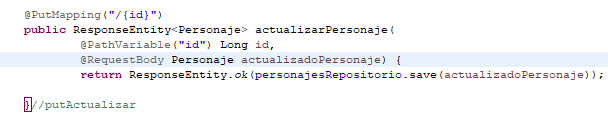 @PutMapping("/{id}")
public ResponseEntity<Personaje> actualizarPersonaje(
@PathVariable("id") Long id,
@RequestBody Personaje actualizadoPersonaje) {
return ResponseEntity.ok(personajesRepositorio.save(actualizadoPersonaje));
}//putActualizar